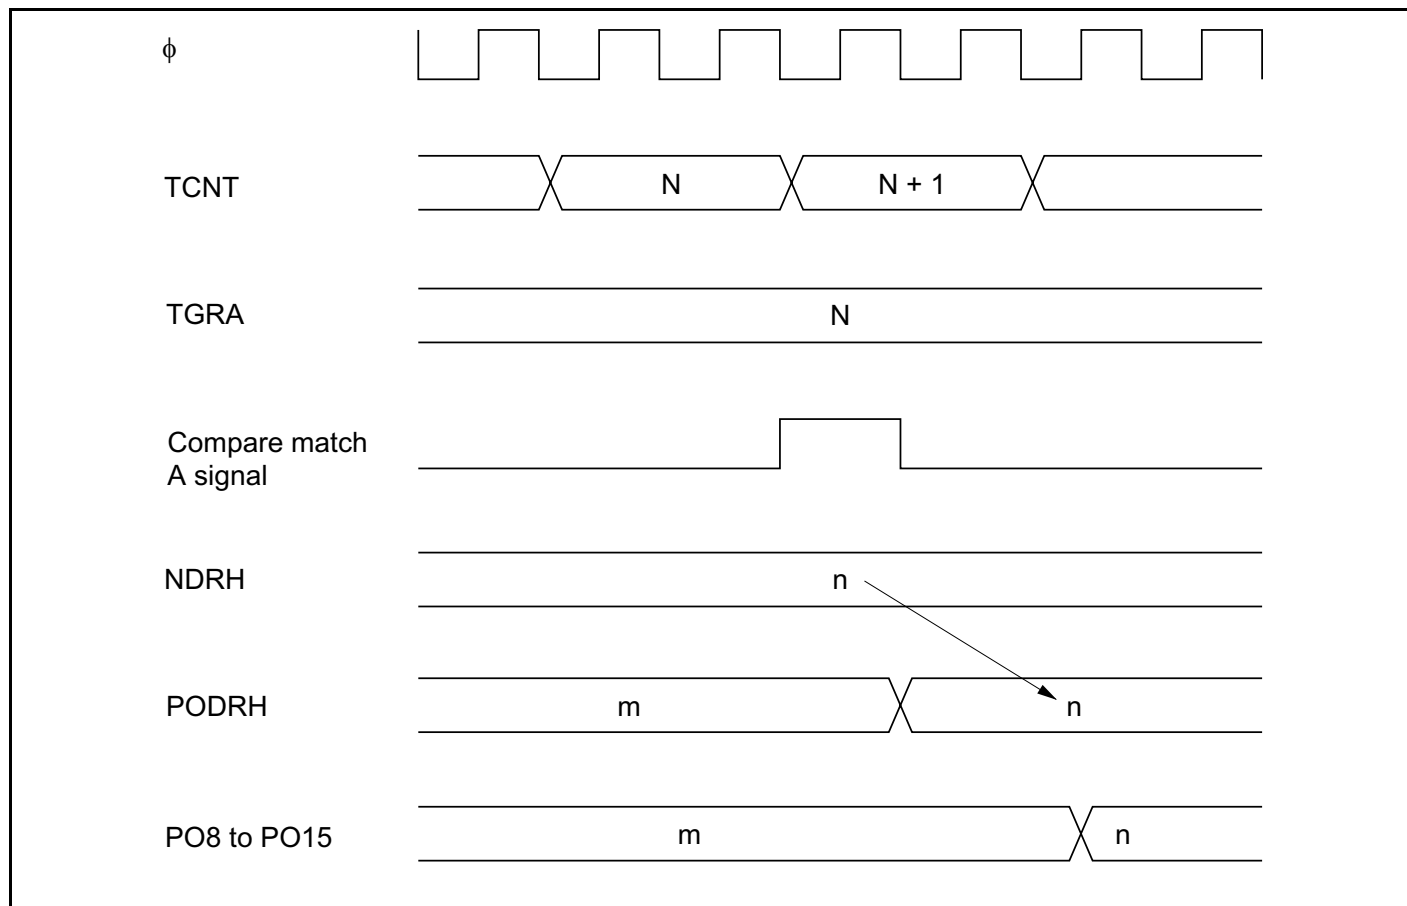 ϕ
TCNT
N
N + 1
TGRA
N
Compare match
A signal
NDRH
n
PODRH
m
n
PO8 to PO15
m
n